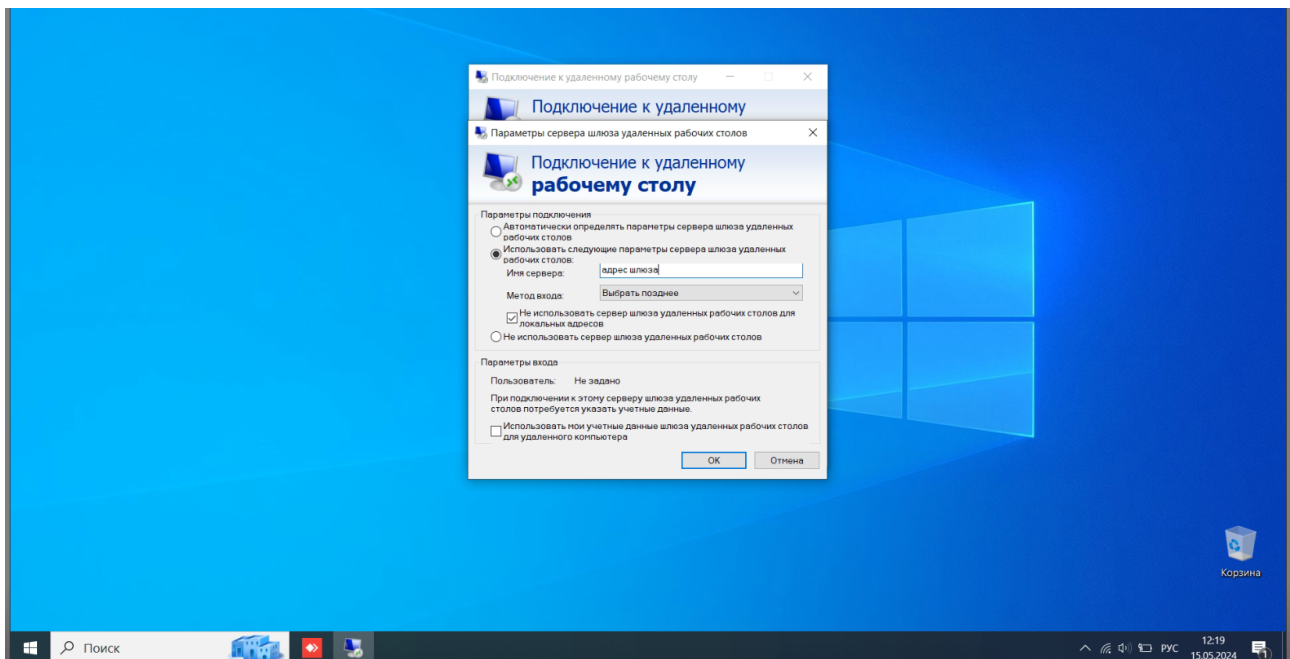 Подключение к удаленному рабочему столу
Подключение к удаленному
Параметры сервера шлюза удаленных рабочих столов
Подключение к удаленному
рабочему столу
Параметры подключения
Автоматически определять параметры сервера шлюза удаленных
рабочих столов
Использовать следующие параметры сервера шлюза удаленных
рабочих столов:
Имя сервера: адрес шлюза
Метод входа: Выбрать позднее
Не использовать сервер шлюза удаленных рабочих столов для
локальных адресов
Не использовать сервер шлюза удаленных рабочих столов
Параметры входа
Пользователь: Не задано
При подключении к этому серверу шлюза удаленных рабочих
столов потребуется указать учетные данные.
Использовать мои учетные данные шлюза удаленных рабочих столов
для удаленного компьютера
ОК Отмена
Корзина
Поиск
РУС
12:19
15.05.2024
1